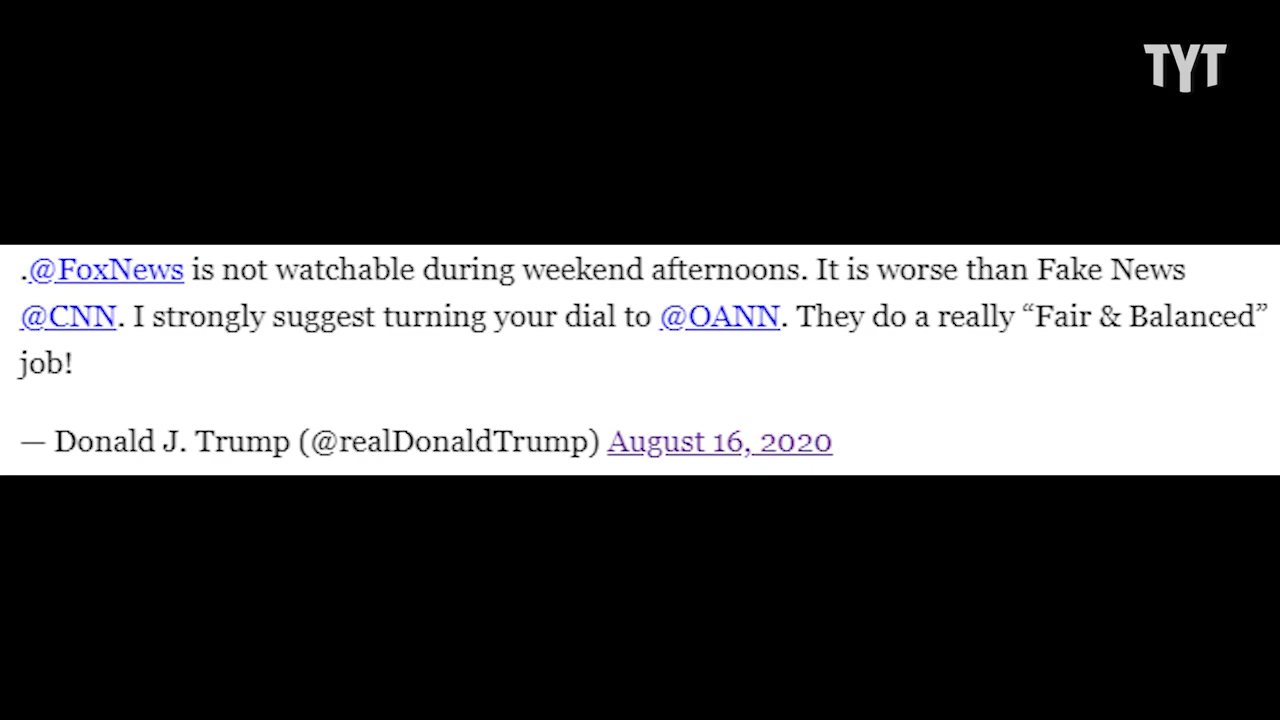 TYT
.@FoxNews is not watchable during weekend afternoons. It is worse than Fake News
@CNN. I strongly suggest turning your dial to @OANN. They do a really “Fair & Balanced”
job!
— Donald J. Trump (@realDonaldTrump) August 16, 2020